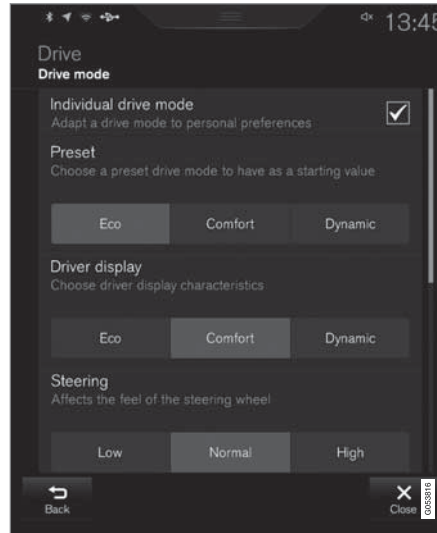 13:45
Drive
Drive mode
Individual drive mode
Adapt a drive mode to personal preferences
Preset
Choose a preset drive mode to have as a starting value
Eco Comfort Dynamic
Driver display
Choose driver display characteristics
Eco Comfort Dynamic
Steering
Affects the feel of the steering wheel
Low Normal High
Back Close
G053816